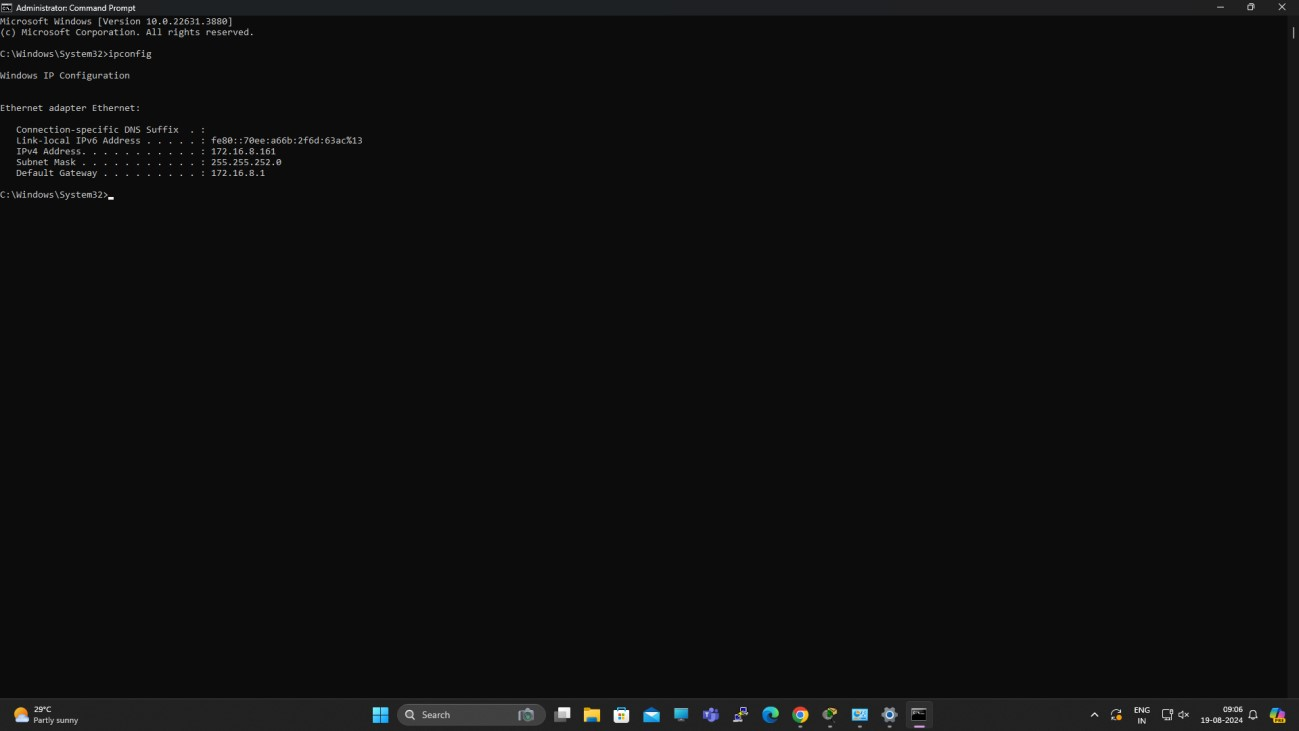 Administrator: Command Prompt
Microsoft Windows [Version 10.0.22631.3880]
(c) Microsoft Corporation. All rights reserved.
C:\Windows\System32>ipconfig
Windows IP Configuration
Ethernet adapter Ethernet:
Connection-specific DNS Suffix . :
Link-local IPv6 Address . . . . . : fe80::70ee:a66b:2f6d:63ac%13
IPv4 Address. . . . . . . . . . . : 172.16.8.161
Subnet Mask . . . . . . . . . . . : 255.255.252.0
Default Gateway . . . . . . . . . : 172.16.8.1
C:\Windows\System32>
29°C
Partly sunny
Search
ENG
IN
09:06
19-08-2024